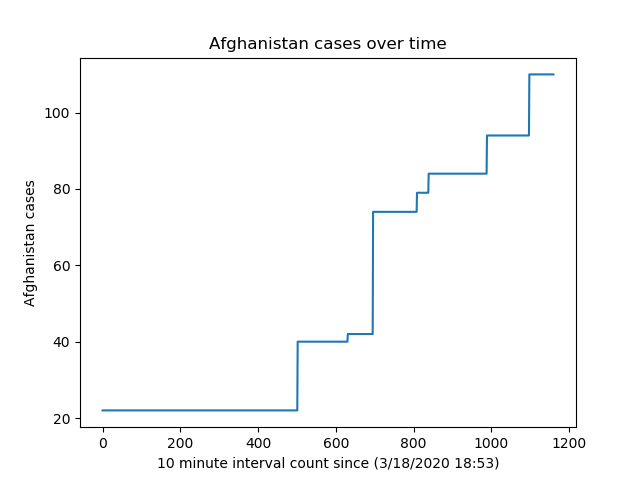 Afghanistan cases over time
100
80
60
40
20
Afghanistan cases
0 200 400 600 800 1000 1200
10 minute interval count since (3/18/2020 18:53)